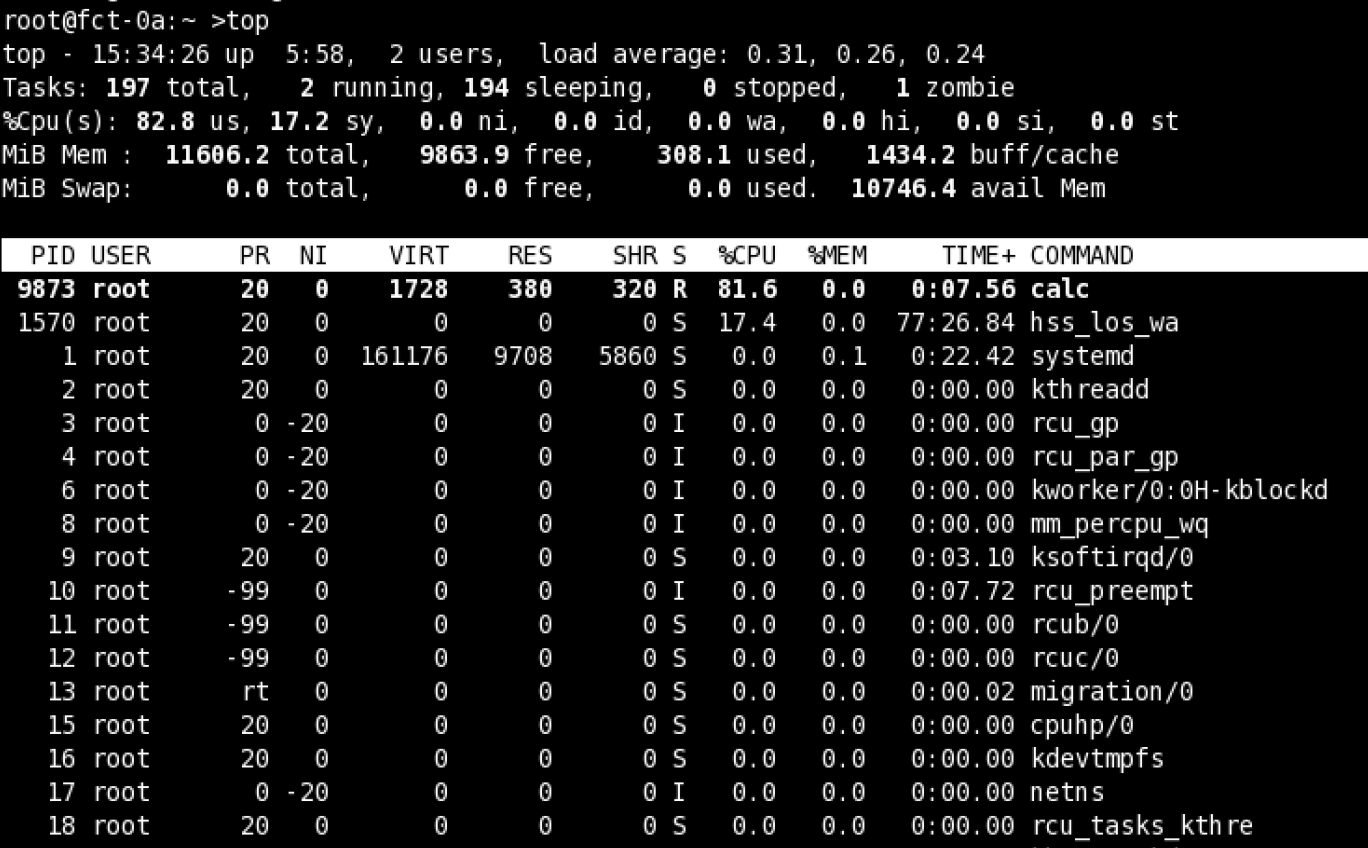 root@fct-0a:~ >top
top - 15:34:26 up  5:58,  2 users,  load average: 0.31, 0.26, 0.24
Tasks: 197 total,   2 running, 194 sleeping,   0 stopped,   1 zombie
%Cpu(s): 82.8 us, 17.2 sy,  0.0 ni,  0.0 id,  0.0 wa,  0.0 hi,  0.0 si,  0.0 st
MiB Mem :  11606.2 total,   9863.9 free,    308.1 used,   1434.2 buff/cache
MiB Swap:      0.0 total,      0.0 free,      0.0 used.  10746.4 avail Mem
  PID USER      PR  NI    VIRT    RES    SHR S  %CPU  %MEM     TIME+ COMMAND
 9873 root      20   0    1728    380    320 R  81.6   0.0   0:07.56 calc
 1570 root      20   0       0      0      0 S  17.4   0.0  77:26.84 hss_los_wa
    1 root      20   0  161176   9708   5860 S   0.0   0.1   0:22.42 systemd
    2 root      20   0       0      0      0 S   0.0   0.0   0:00.00 kthreadd
    3 root       0 -20       0      0      0 I   0.0   0.0   0:00.00 rcu_gp
    4 root       0 -20       0      0      0 I   0.0   0.0   0:00.00 rcu_par_gp
    6 root       0 -20       0      0      0 I   0.0   0.0   0:00.00 kworker/0:0H-kblockd
    8 root       0 -20       0      0      0 I   0.0   0.0   0:00.00 mm_percpu_wq
    9 root      20   0       0      0      0 S   0.0   0.0   0:03.10 ksoftirqd/0
   10 root     -99   0       0      0      0 I   0.0   0.0   0:07.72 rcu_preempt
   11 root     -99   0       0      0      0 S   0.0   0.0   0:00.00 rcub/0
   12 root     -99   0       0      0      0 S   0.0   0.0   0:00.00 rcuc/0
   13 root      rt   0       0      0      0 S   0.0   0.0   0:00.02 migration/0
   15 root      20   0       0      0      0 S   0.0   0.0   0:00.00 cpuhp/0
   16 root      20   0       0      0      0 S   0.0   0.0   0:00.00 kdevtmpfs
   17 root       0 -20       0      0      0 I   0.0   0.0   0:00.00 netns
   18 root      20   0       0      0      0 S   0.0   0.0   0:00.00 rcu_tasks_kthre